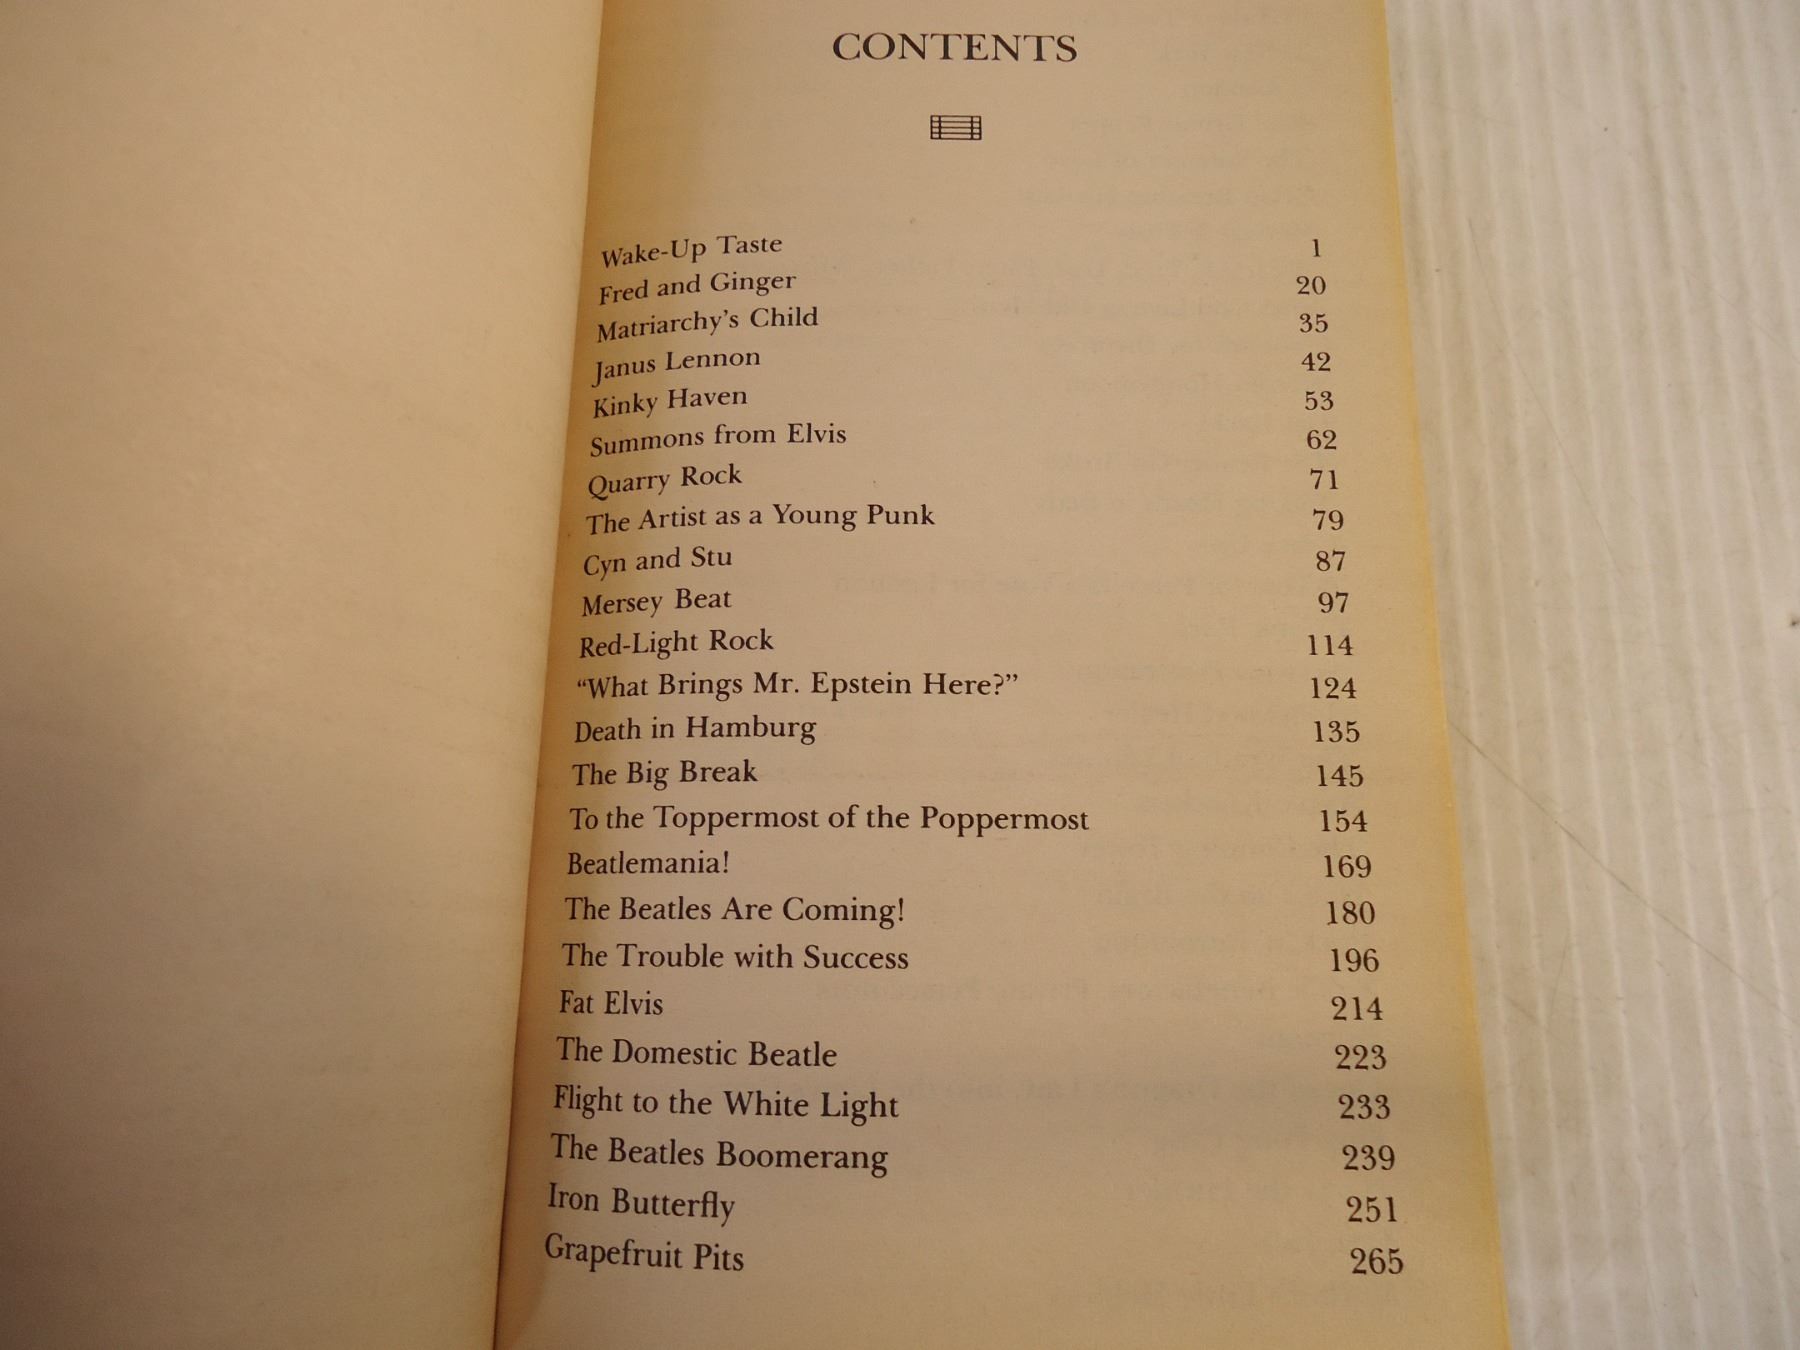 CONTENTS
Wake-Up Taste 1
Fred and Ginger 20
Matriarchy's Child 35
Janus Lennon 42
Kinky Haven 53
Summons from Elvis 62
Quarry Rock 71
The Artist as a Young Punk 79
Cyn and Stu 87
Mersey Beat 97
Red-Light Rock 114
“What Brings Mr. Epstein Here?” 124
Death in Hamburg 135
The Big Break 145
To the Toppermost of the Poppermost 154
Beatlemania! 169
The Beatles Are Coming! 180
The Trouble with Success 196
Fat Elvis 214
The Domestic Beatle 223
Flight to the White Light 233
The Beatles Boomerang 239
Iron Butterfly 251
Grapefruit Pits 265